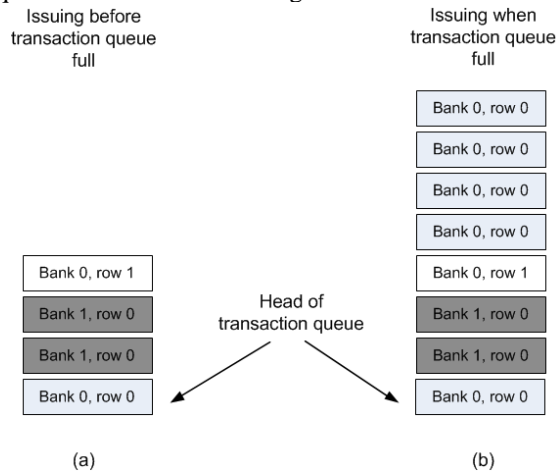 Issuing before
transaction queue
full
Bank 0, row 1
Bank 1, row 0
Bank 1, row 0
Bank 0, row 0
(a)
Head of
transaction queue
Issuing when
transaction queue
full
Bank 0, row 0
Bank 0, row 0
Bank 0, row 0
Bank 0, row 0
Bank 0, row 1
Bank 1, row 0
Bank 1, row 0
Bank 0, row 0
(b)